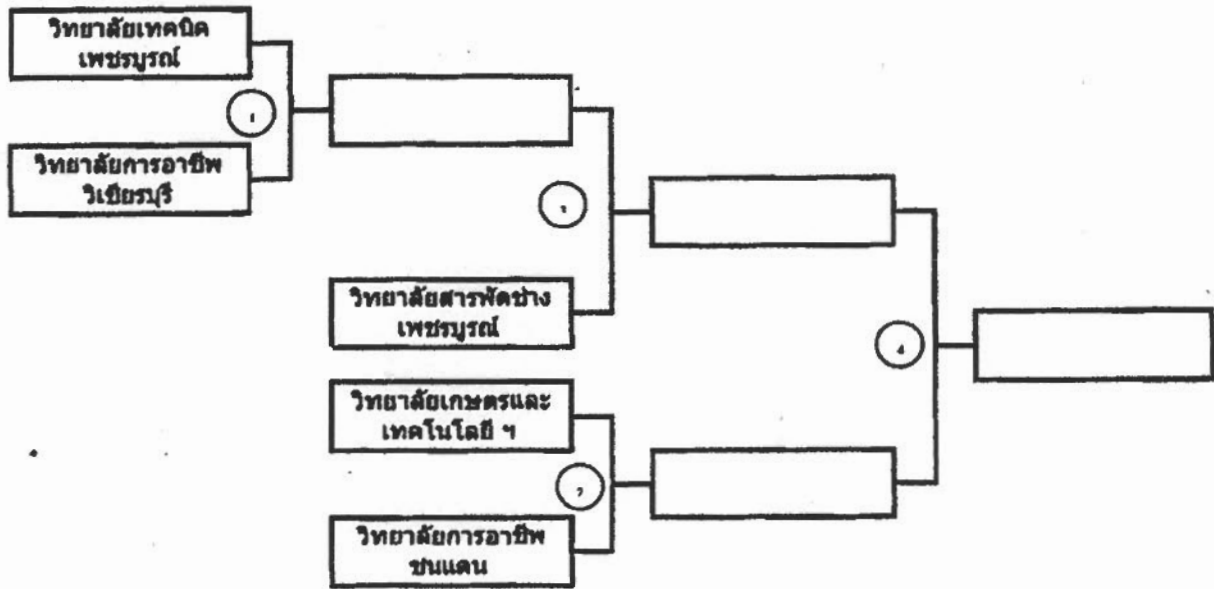 วิทยาลัยเทคนิค
เพชรบูรณ์
วิทยาลัยการอาชีพ
วิเชียรบุรี
วิทยาลัยสารพัดช่าง
เพชรบูรณ์
วิทยาลัยเกษตรและ
เทคโนโลยี ฯ
วิทยาลัยการอาชีพ
ชนแดน